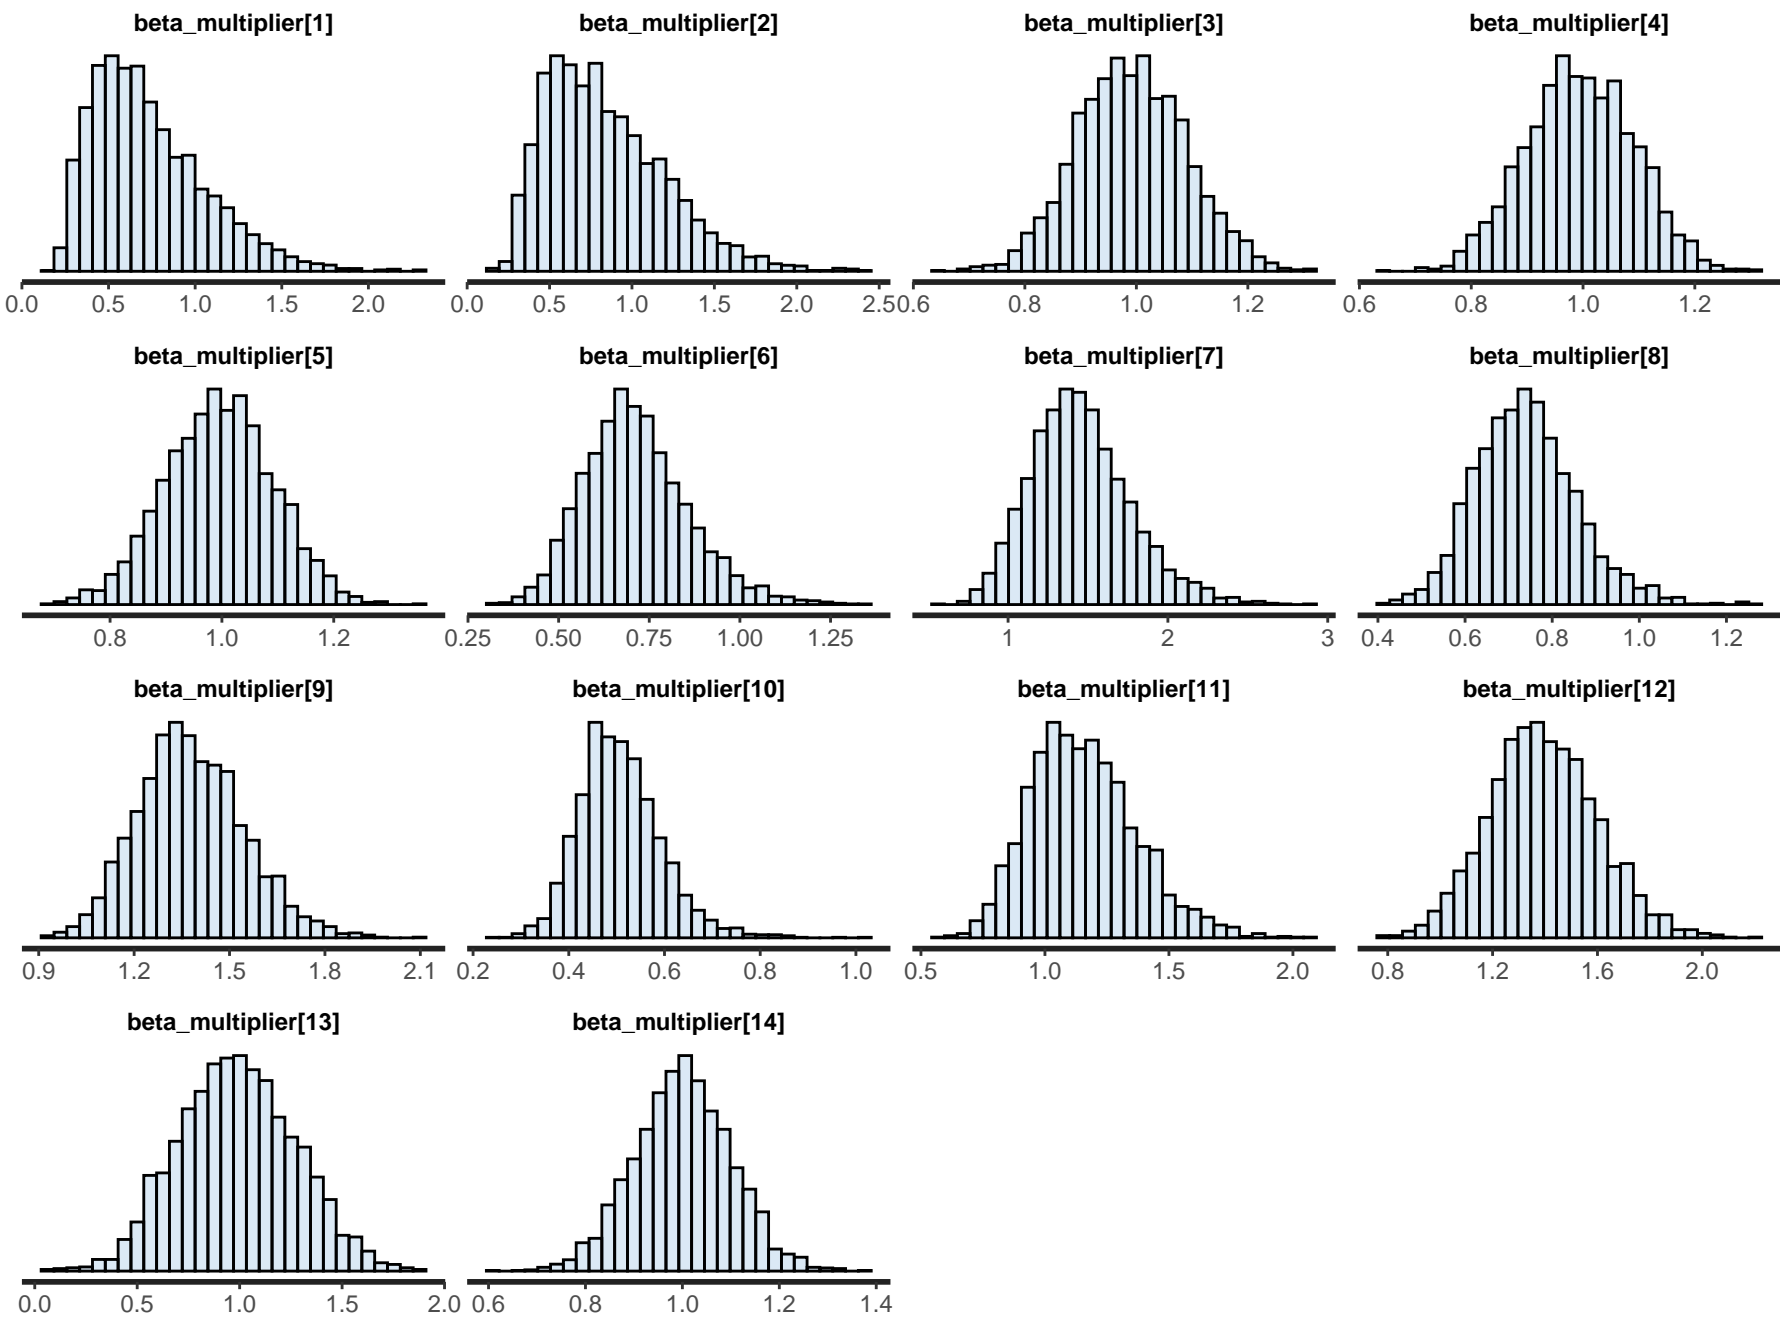 beta_multiplier[1] beta_multiplier[2] beta_multiplier[3] beta_multiplier[4]
0.0 0.5 1.0 1.5 2.0 0.0 0.5 1.0 1.5 2.0 2.5 0.6 0.8 1.0 1.2 0.6 0.8 1.0 1.2
beta_multiplier[5] beta_multiplier[6] beta_multiplier[7] beta_multiplier[8]
0.8 1.0 1.2 0.25 0.50 0.75 1.00 1.25 1 2 3 0.4 0.6 0.8 1.0 1.2
beta_multiplier[9] beta_multiplier[10] beta_multiplier[11] beta_multiplier[12]
0.9 1.2 1.5 1.8 2.1 0.2 0.4 0.6 0.8 1.0 0.5 1.0 1.5 2.0 0.8 1.2 1.6 2.0
beta_multiplier[13] beta_multiplier[14]
0.0 0.5 1.0 1.5 2.0 0.6 0.8 1.0 1.2 1.4